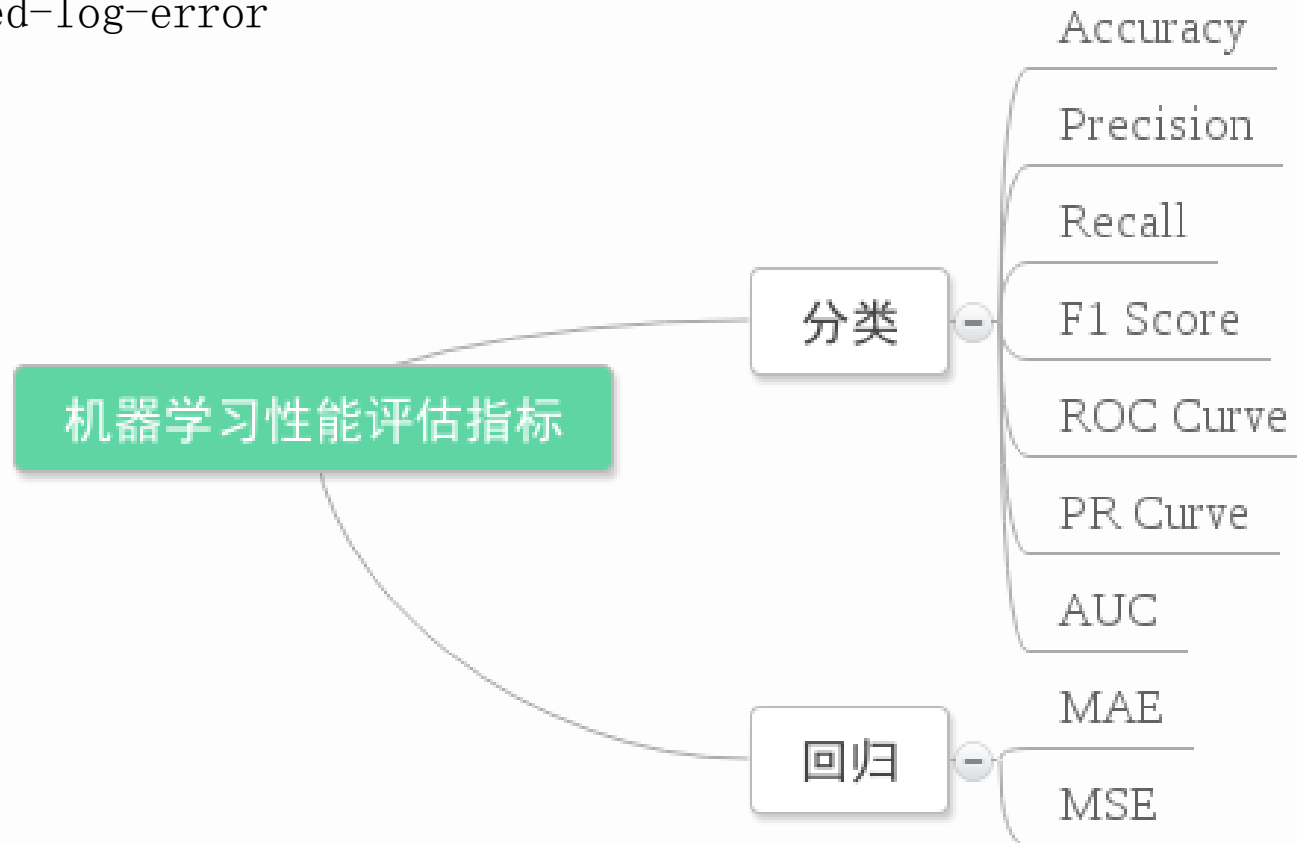 ed-log-error
机器学习性能评估指标
分类
Accuracy
Precision
Recall
F1 Score
ROC Curve
PR Curve
AUC
回归
MAE
MSE